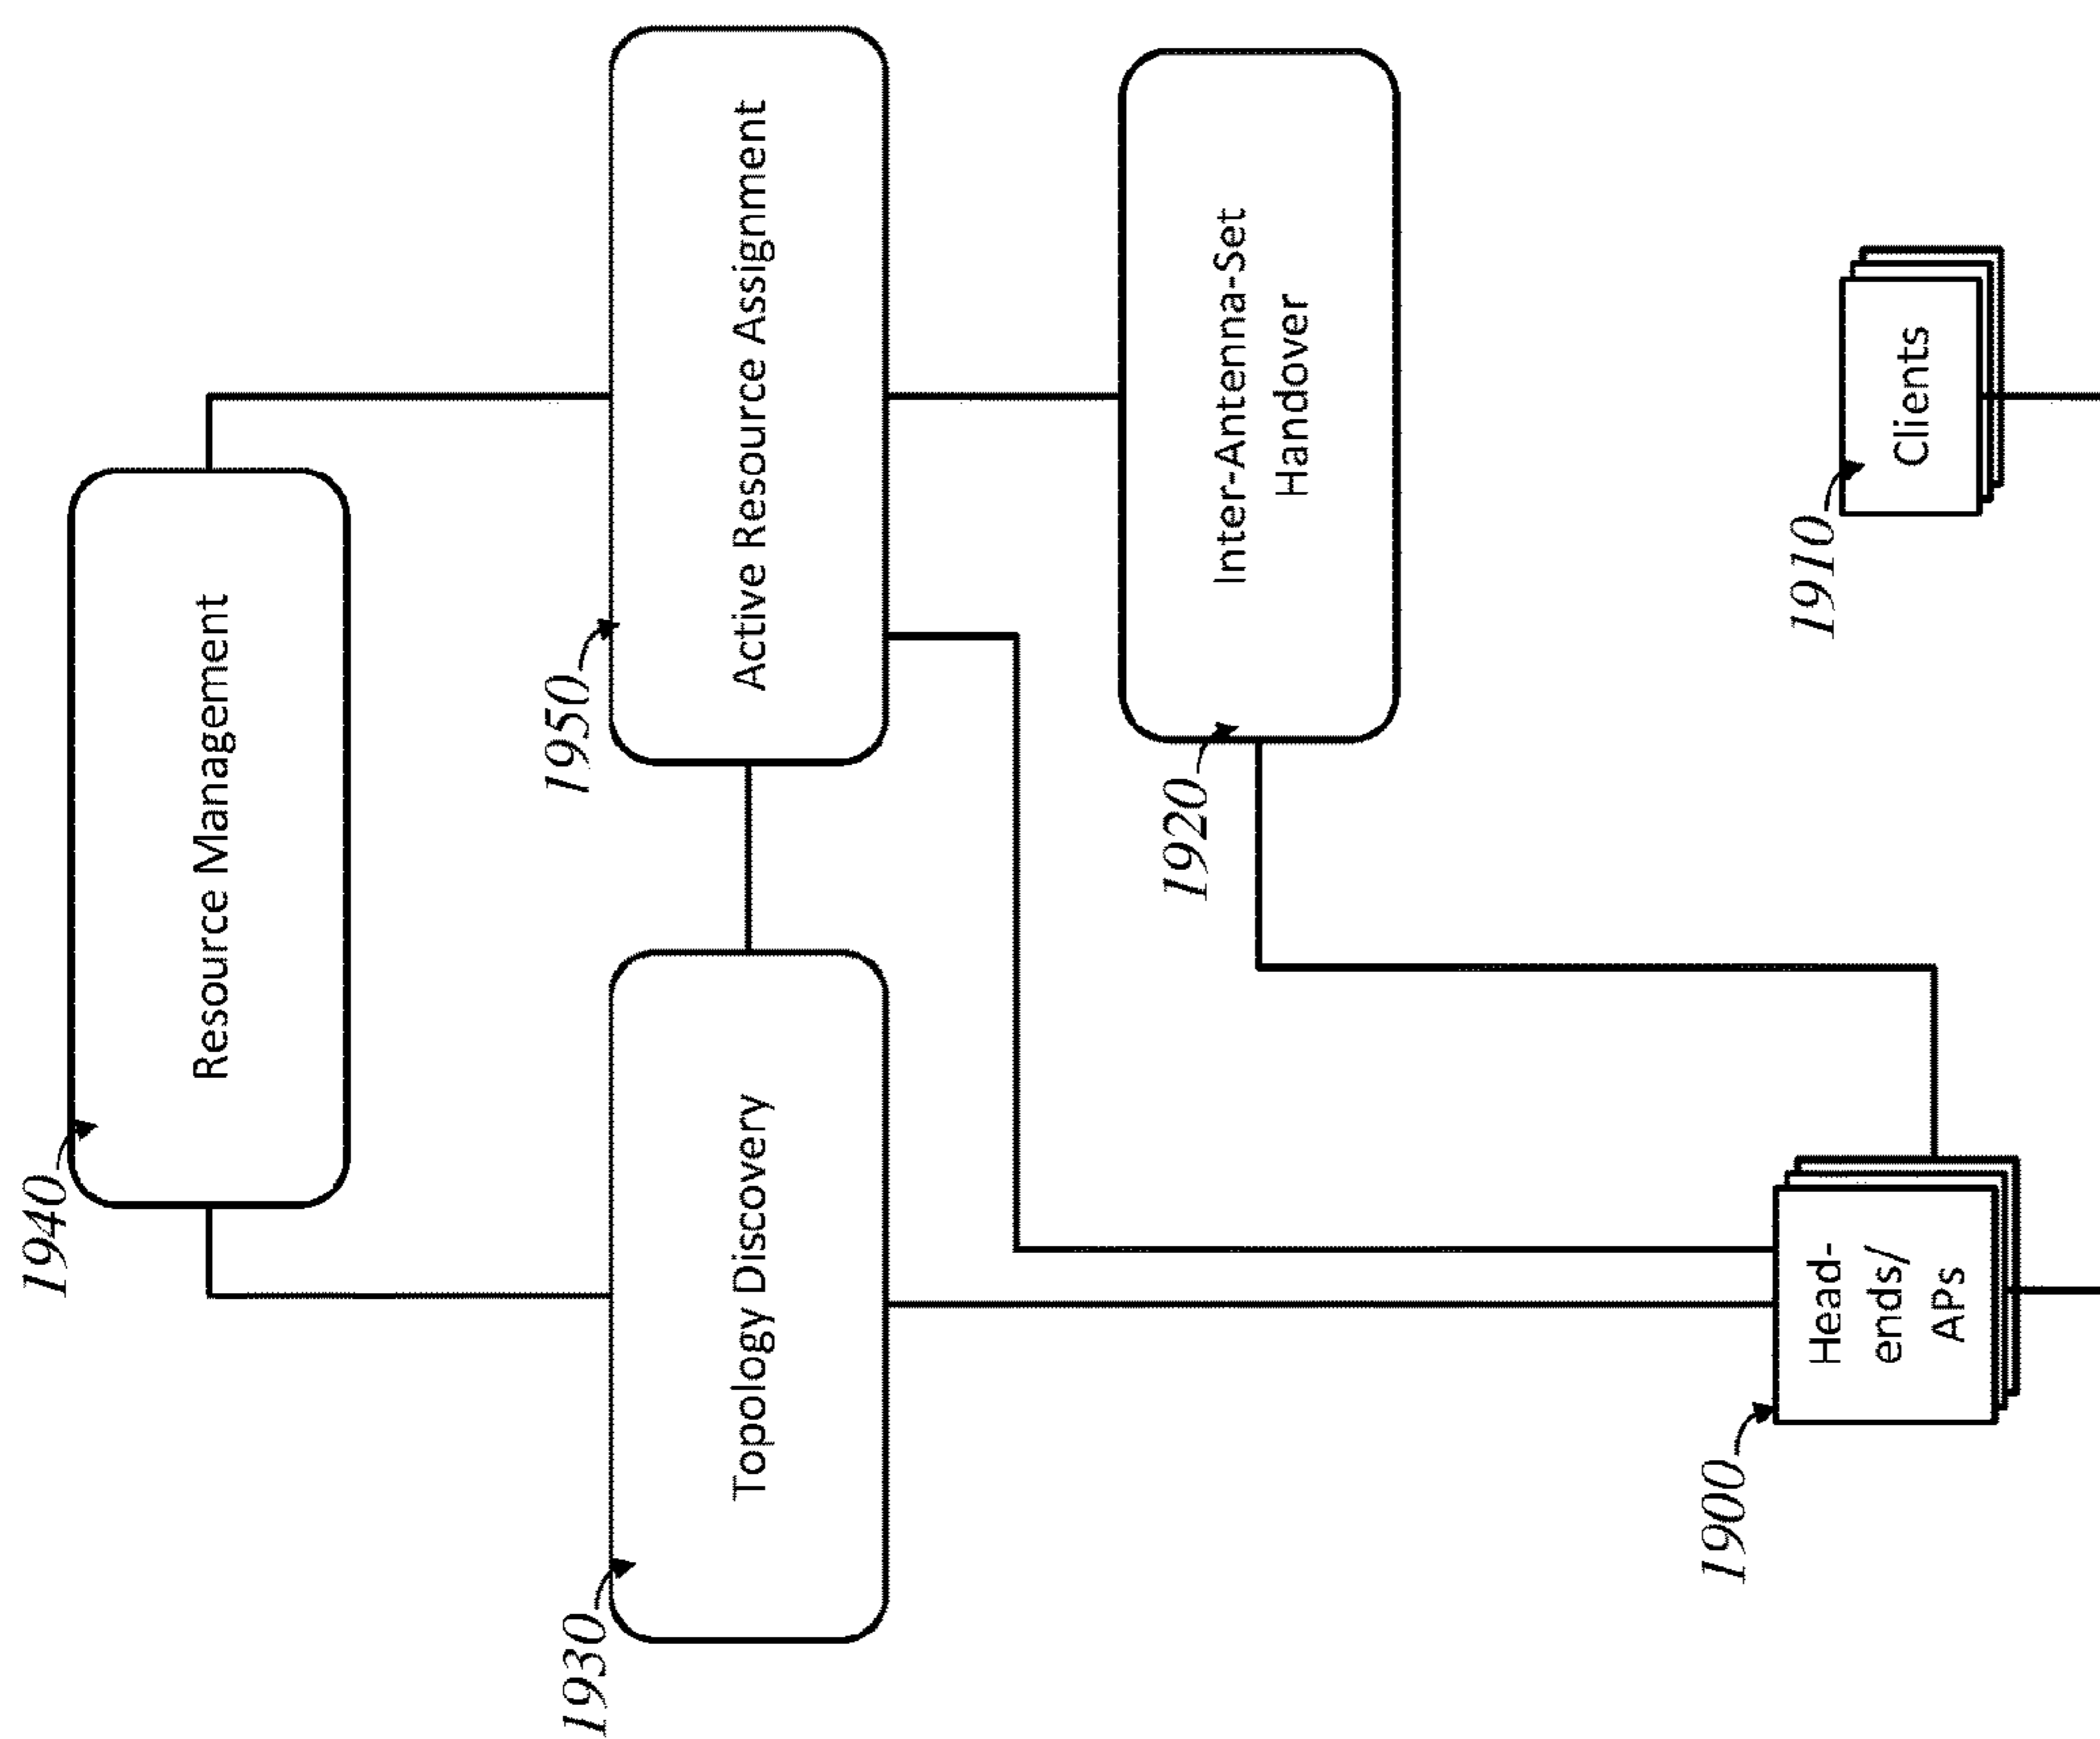 1940
Resource Management
1930
Topology Discovery
1950
Active Resource Assignment
1920
Inter-Antenna-Set
Handover
1900
Head-
ends/
APs
1910
Clients